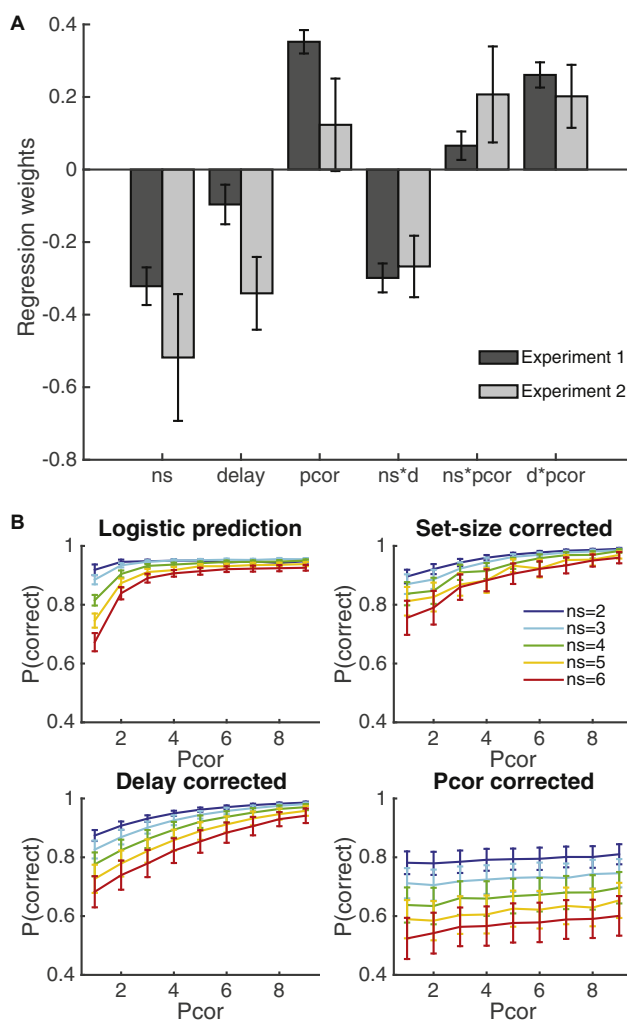 A
0.4
0.2
0
-0.2
-0.4
-0.6
-0.8
Regression weights
Experiment 1
Experiment 2
ns delay pcor ns*d ns*pcor d*pcor
B
Logistic prediction
1
0.8
0.6
0.4
P(correct)
2 4 6 8
Pcor
Set-size corrected
1
0.8
0.6
0.4
P(correct)
ns=2
ns=3
ns=4
ns=5
ns=6
2 4 6 8
Pcor
Delay corrected
1
0.8
0.6
0.4
P(correct)
2 4 6 8
Pcor
Pcor corrected
1
0.8
0.6
0.4
P(correct)
2 4 6 8
Pcor